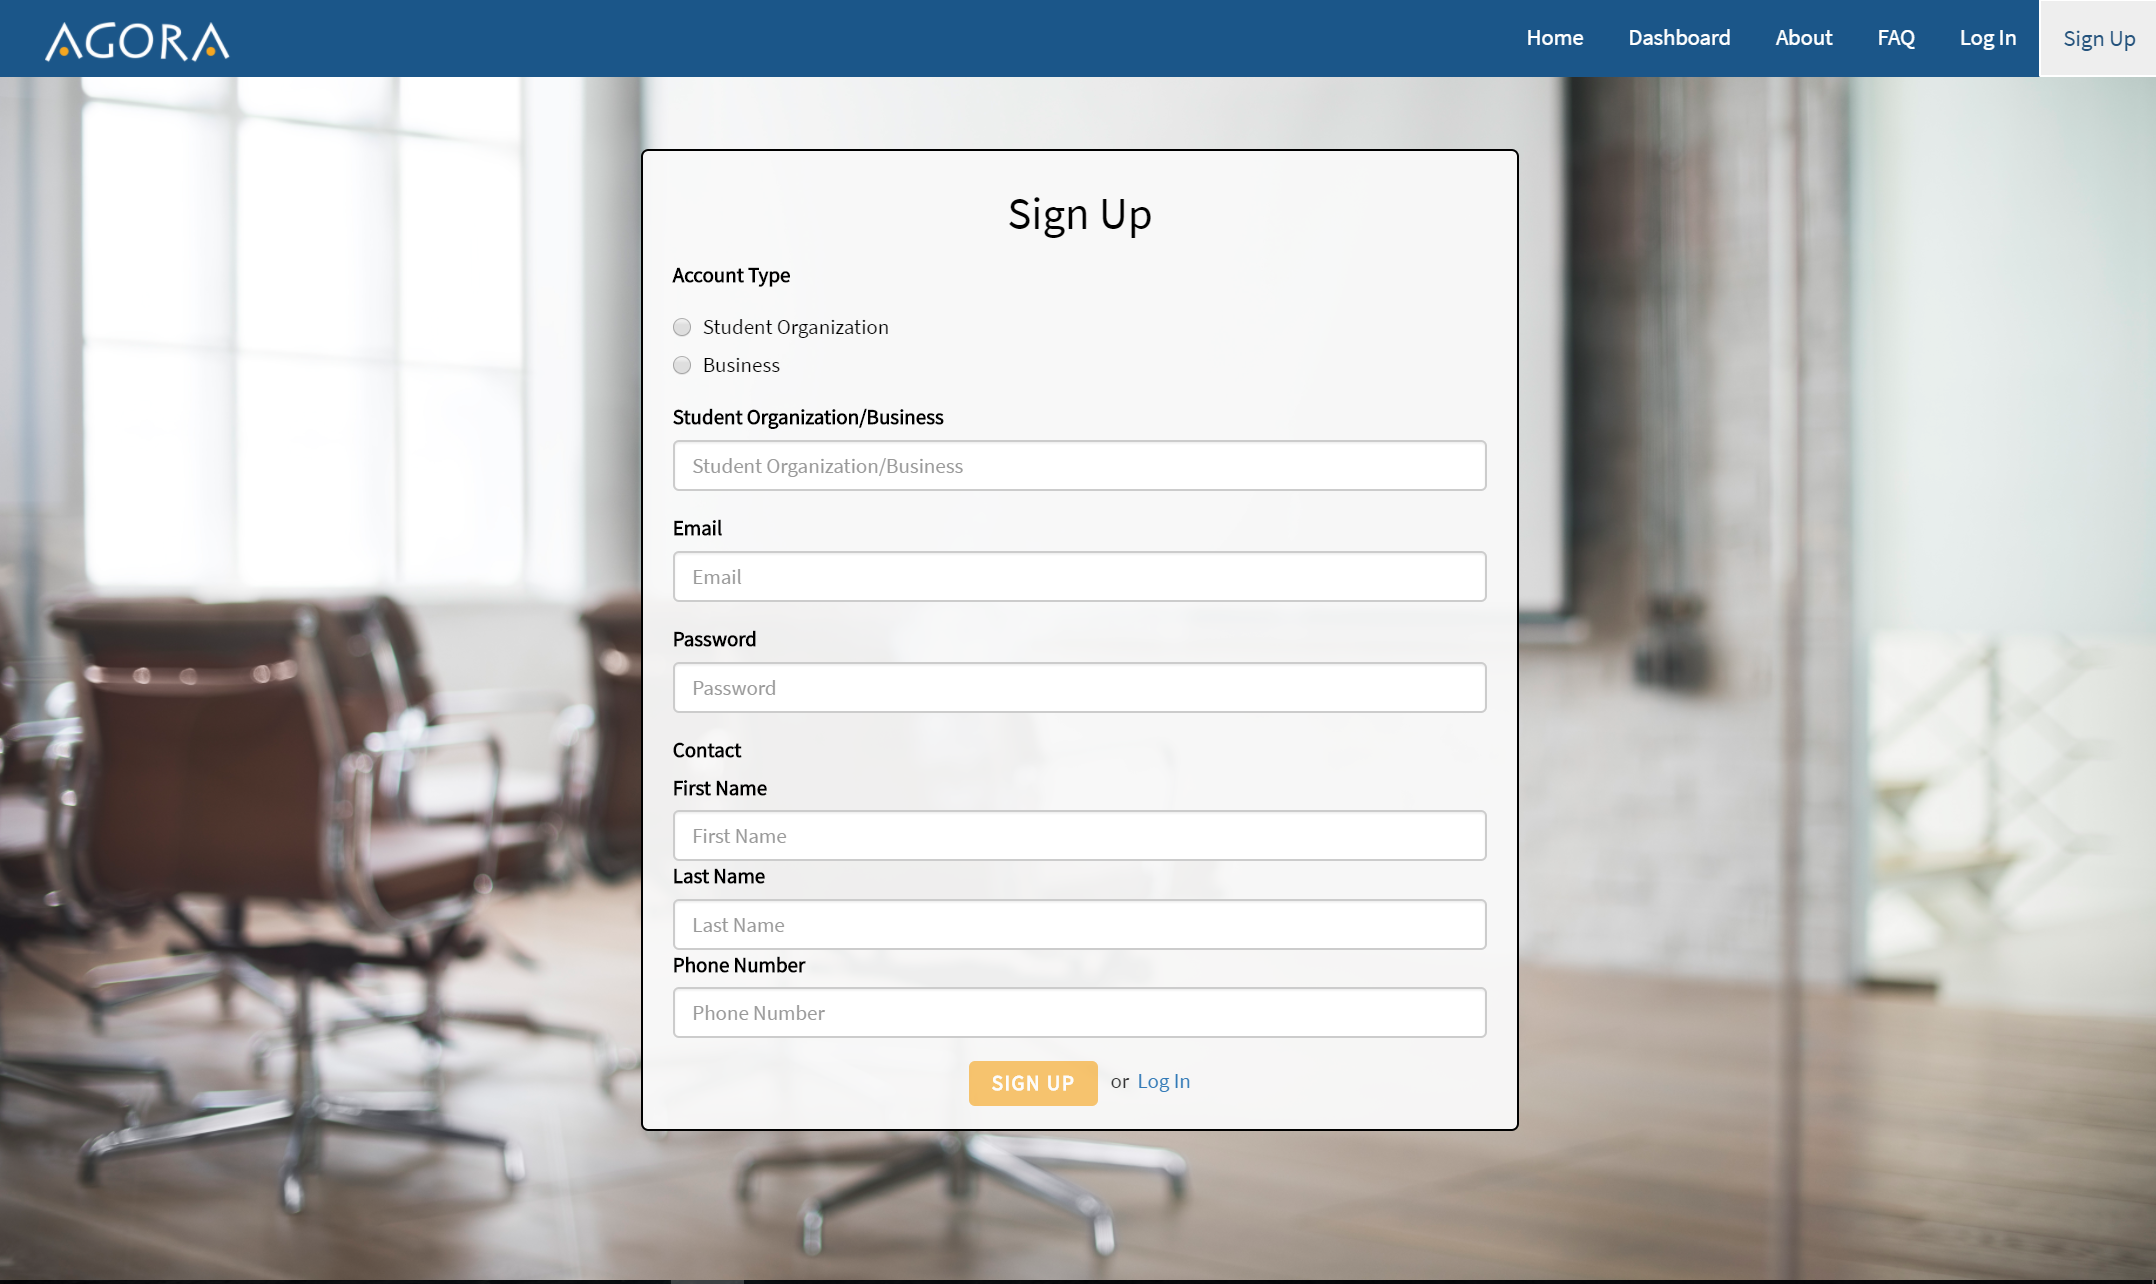 AGORA Home Dashboard About FAQ Log In Sign Up
Sign Up
Account Type
Student Organization
Business
Student Organization/Business
Student Organization/Business
Email
Email
Password
Password
Contact
First Name
First Name
Last Name
Last Name
Phone Number
Phone Number
SIGN UP or Log In